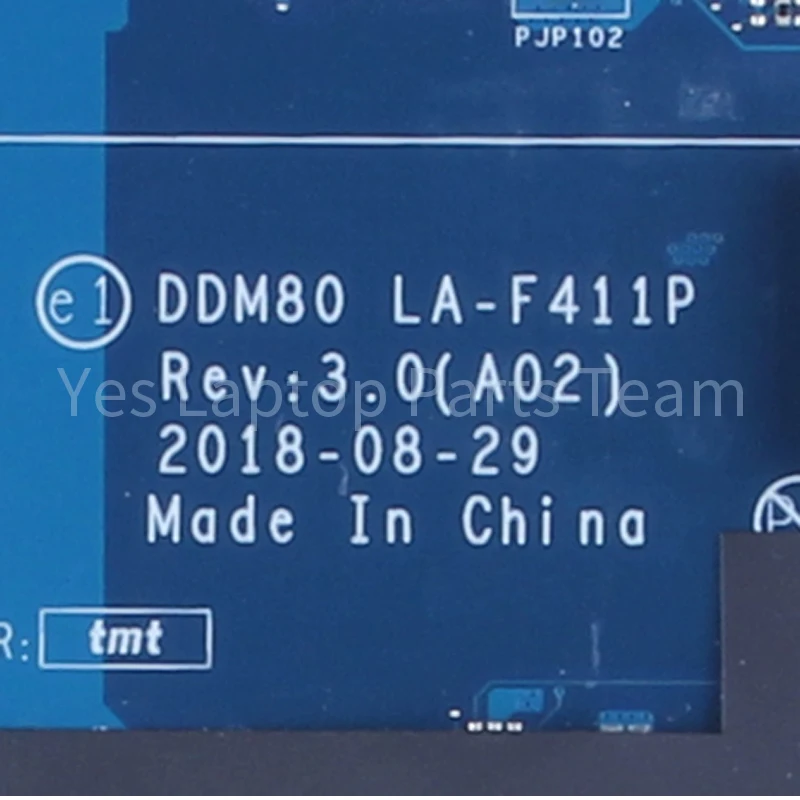 PJP102
e1 DDM80 LA-F411P
Rev:3.0(A02)
Yes Laptop Parts Team
2018-08-29
Made In China
R: tmt